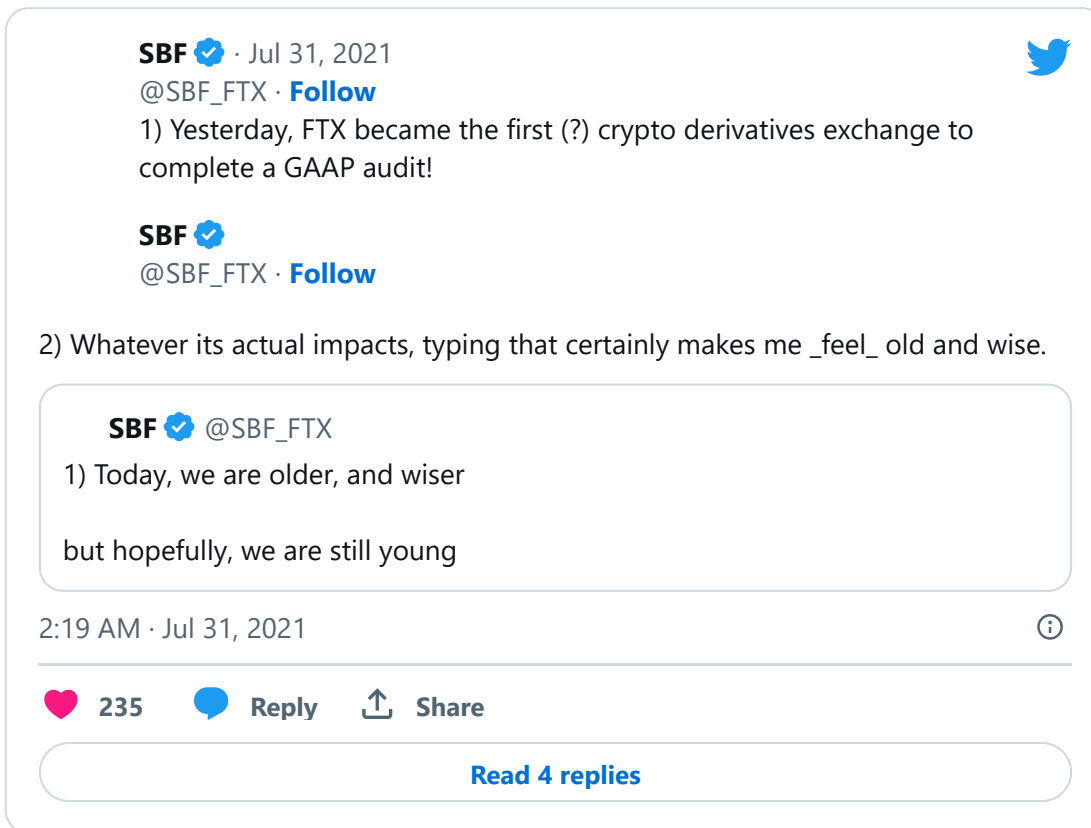 SBF · Jul 31, 2021
@SBF_FTX · Follow
1) Yesterday, FTX became the first (?) crypto derivatives exchange to
complete a GAAP audit!
SBF
@SBF_FTX · Follow
2) Whatever its actual impacts, typing that certainly makes me _feel_ old and wise.
SBF @SBF_FTX
1) Today, we are older, and wiser
but hopefully, we are still young
2:19 AM · Jul 31, 2021
235 Reply Share
Read 4 replies